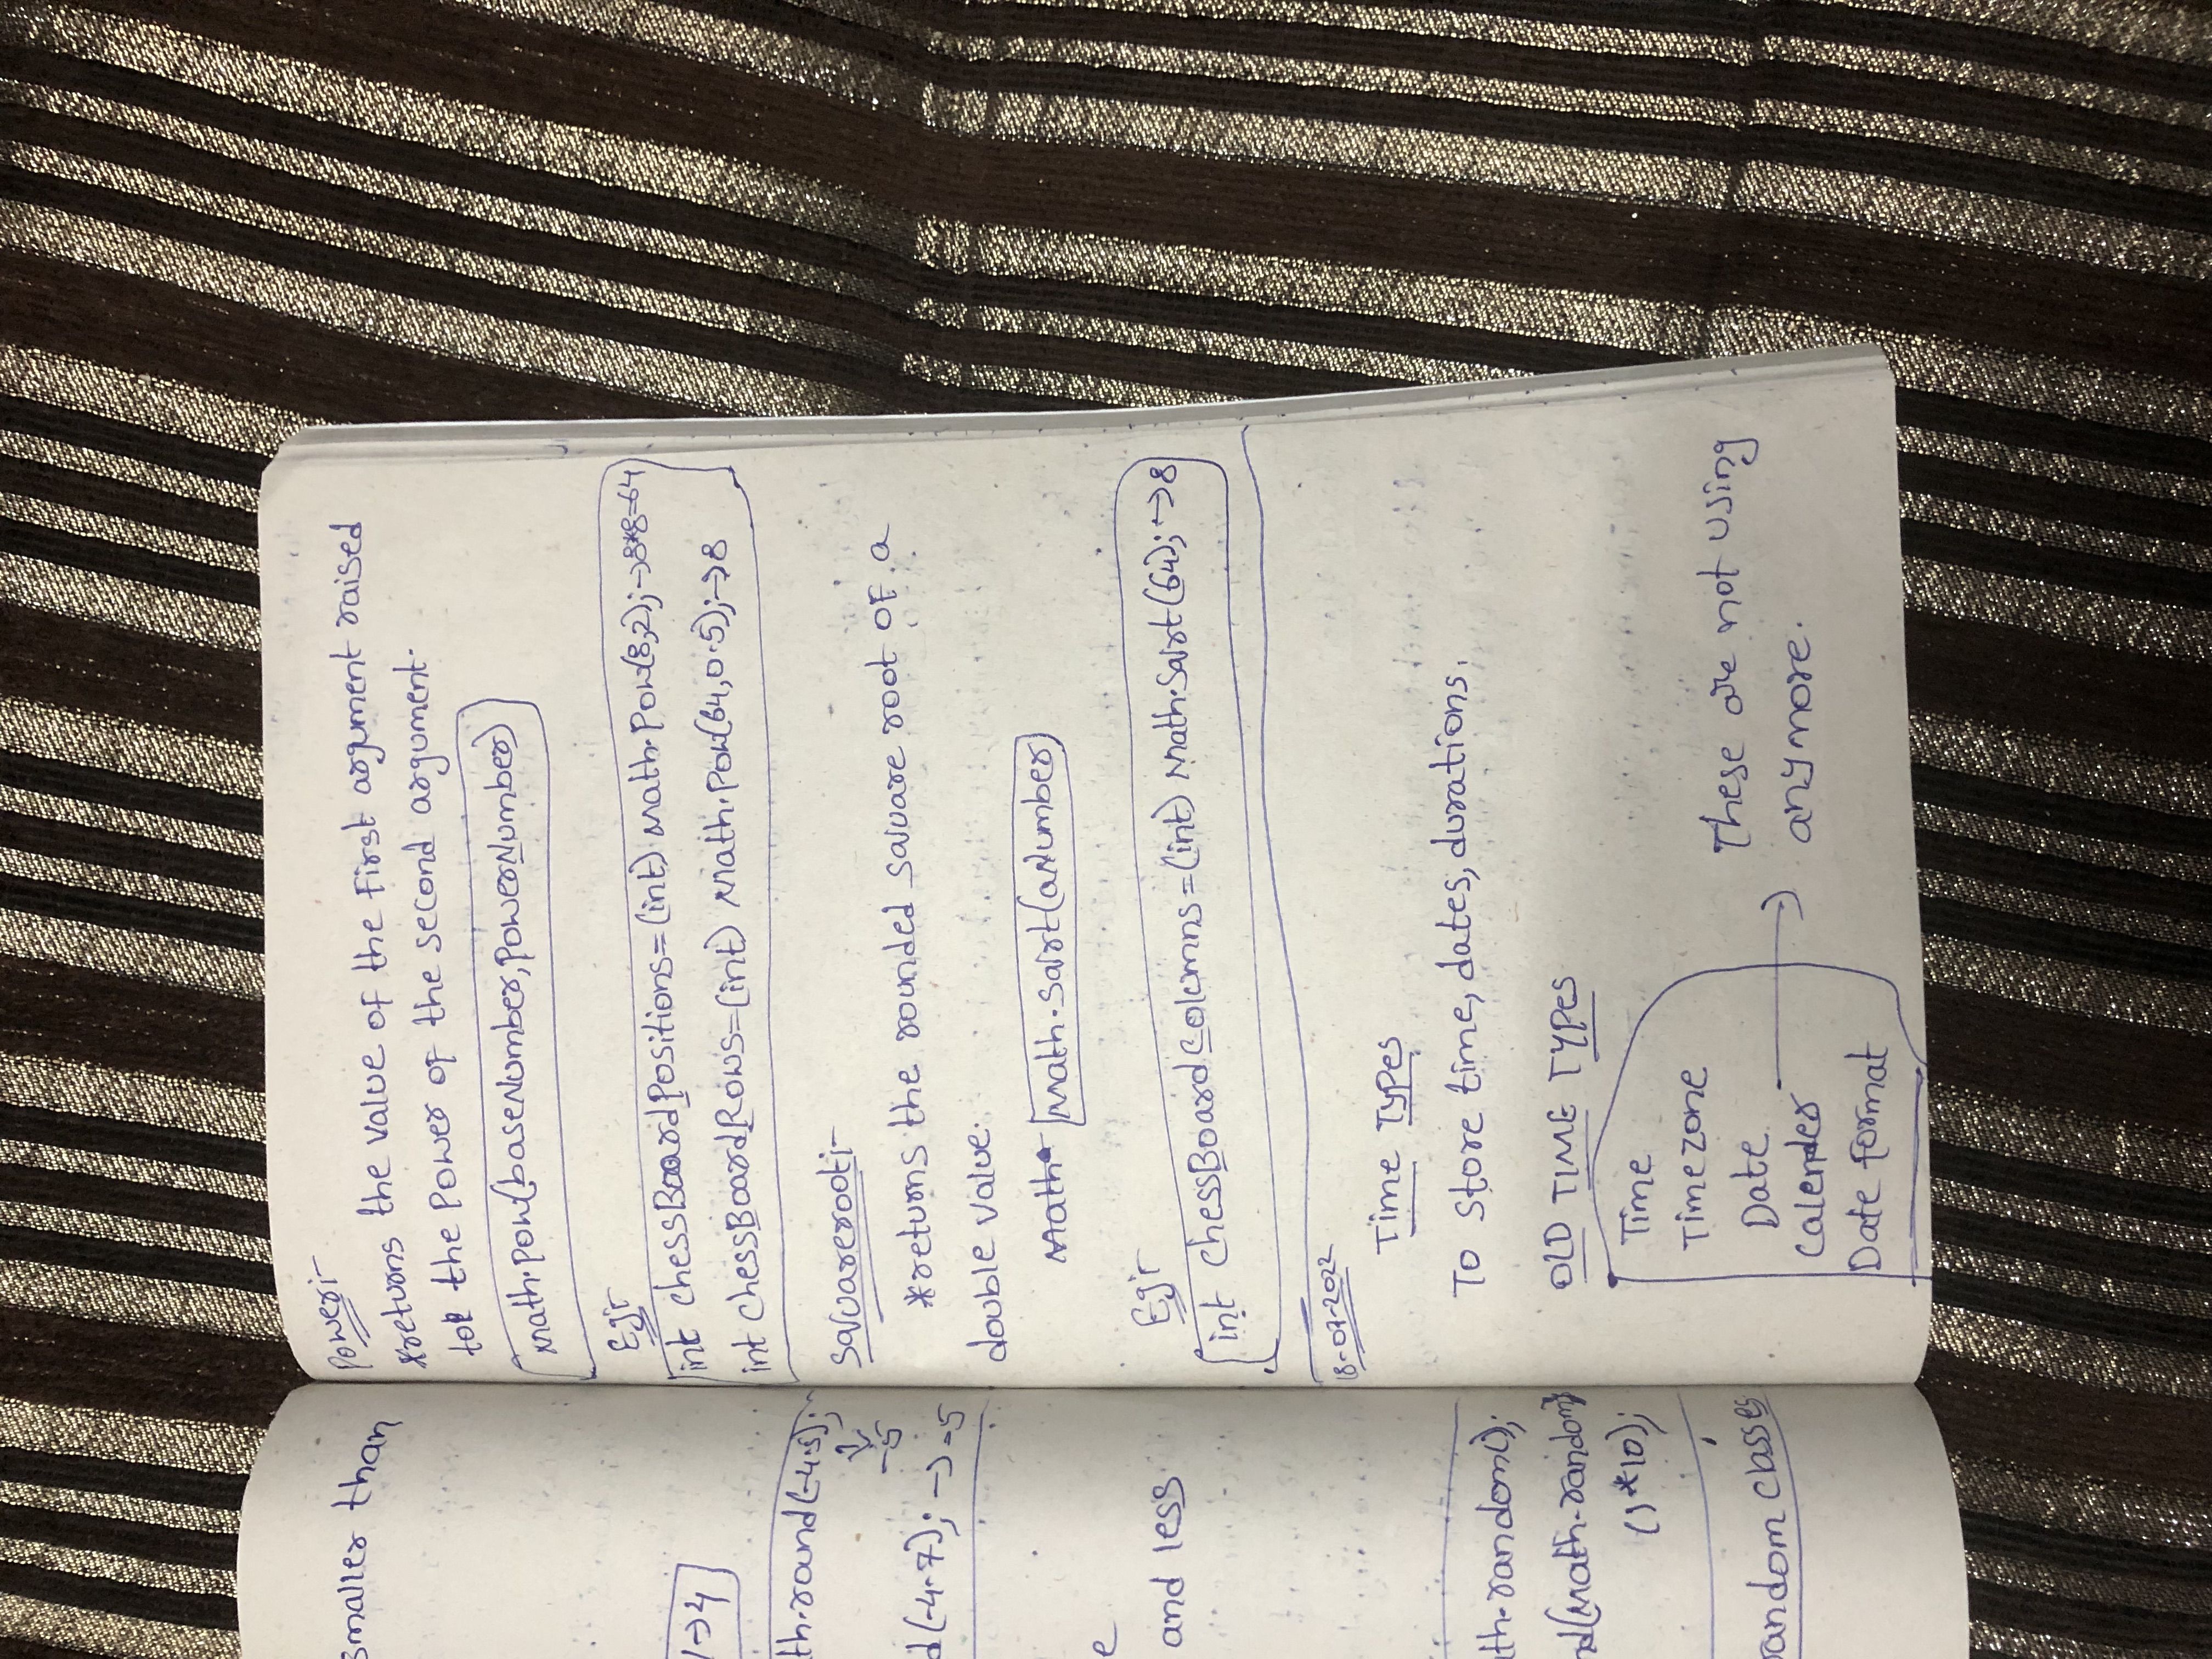 smaller than
1→4
th.round(-4.5);
→-5
d(-4.7); → -5
e
and less
th.random();
nd(Math.random
()*10);
random classes
Power:-
*returns the value of the first argument raised
to the Power of the second argument.
Math.pow(baseNumber,PowerNumber)
Eg:-
int chessBoardPositions=(int) Math.Pow(8,2);→8*8=64
int chessBoardRows=(int) Math.Pow(64,0.5);→8
Squareroot:-
*returns the rounded square root of a
double value.
Math. Math.sqrt(aNumber)
Eg:-
int chessBoardColumns=(int) Math.Sqrt(64); →8
18-07-2022
Time Types
To store time, dates, durations.
OLD TIME TYPES
Time
Timezone
Date
Calender
Date format
→ These are not using
anymore.